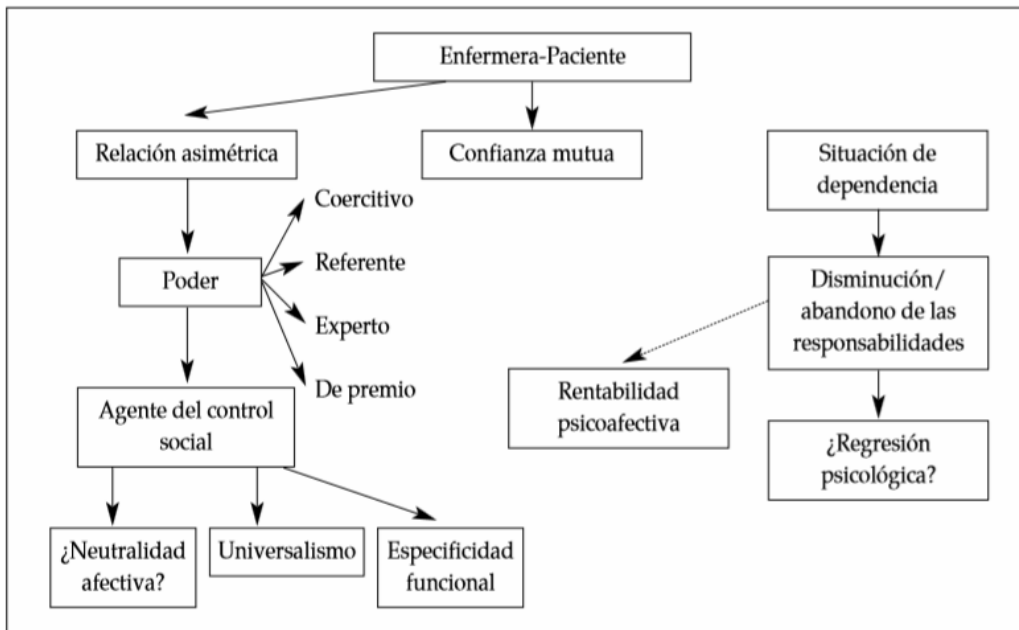 Enfermera-Paciente
Relación asimétrica
Confianza mutua
Situación de
dependencia
Coercitivo
Referente
Poder
Experto
De premio
Disminución/
abandono de las
responsabilidades
Rentabilidad
psicoafectiva
Agente del control
social
¿Regresión
psicológica?
¿Neutralidad
afectiva?
Universalismo
Especificidad
funcional